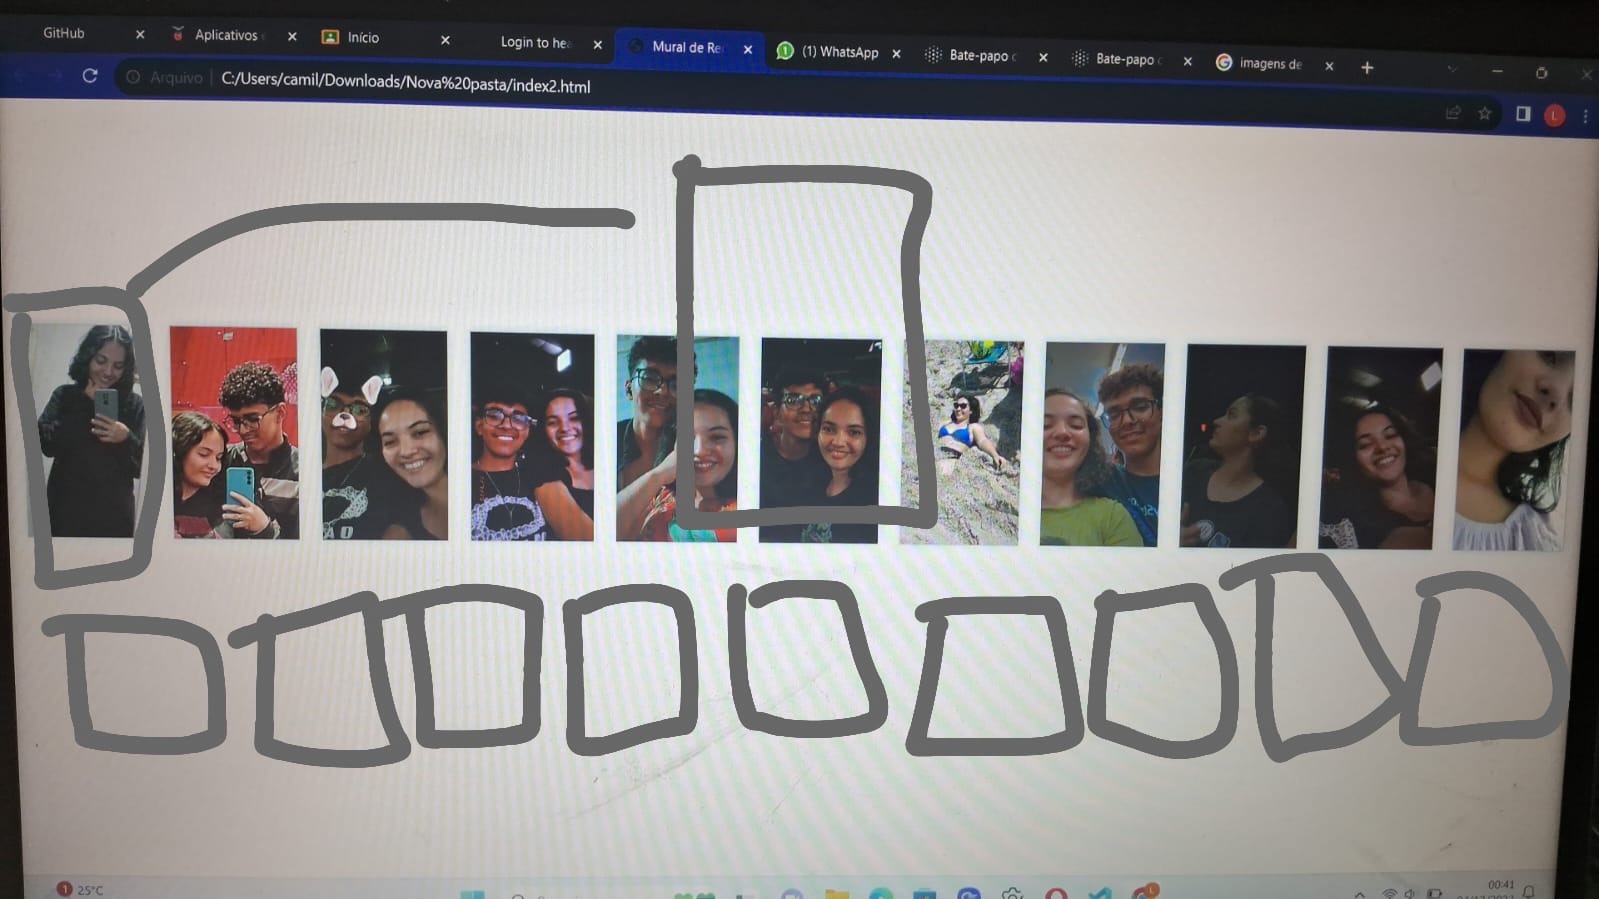 GitHub
Aplicativos
Início
Login to he
Mural de Re
(1) WhatsApp
Bate-papo c
Bate-papo c
imagens de
Arquivo
C:/Users/camil/Downloads/Nova%20pasta/index2.html
L
1
25°C
L
00:41